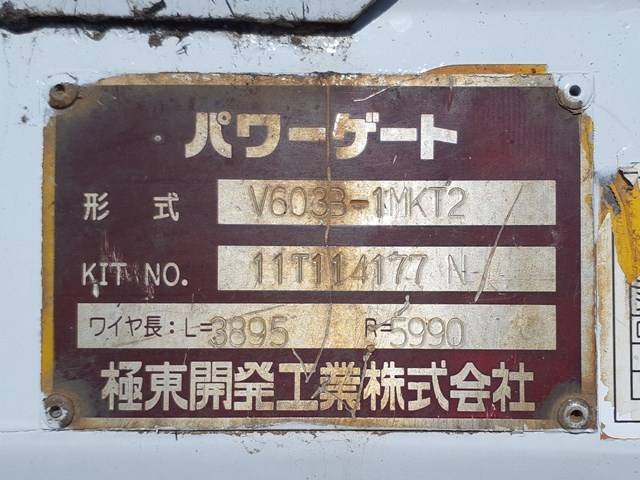 パワーゲート
形式 V603B-1MKT2
KIT NO. 11T114177 N
ワイヤ長：L=3895 R=5990
極東開発工業株式会社